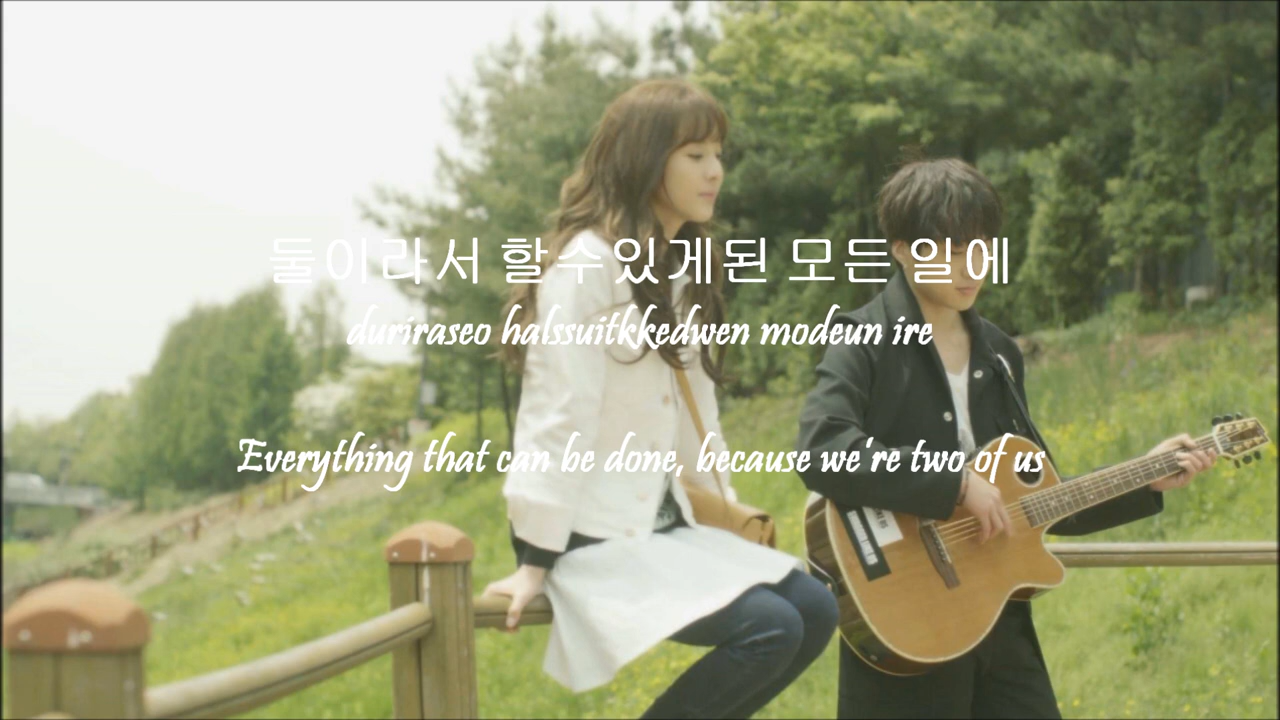 둘이라서 할수있게된 모든 일에
duriraseo halssuitkkedwen modeun ire
Everything that can be done, because we're two of us